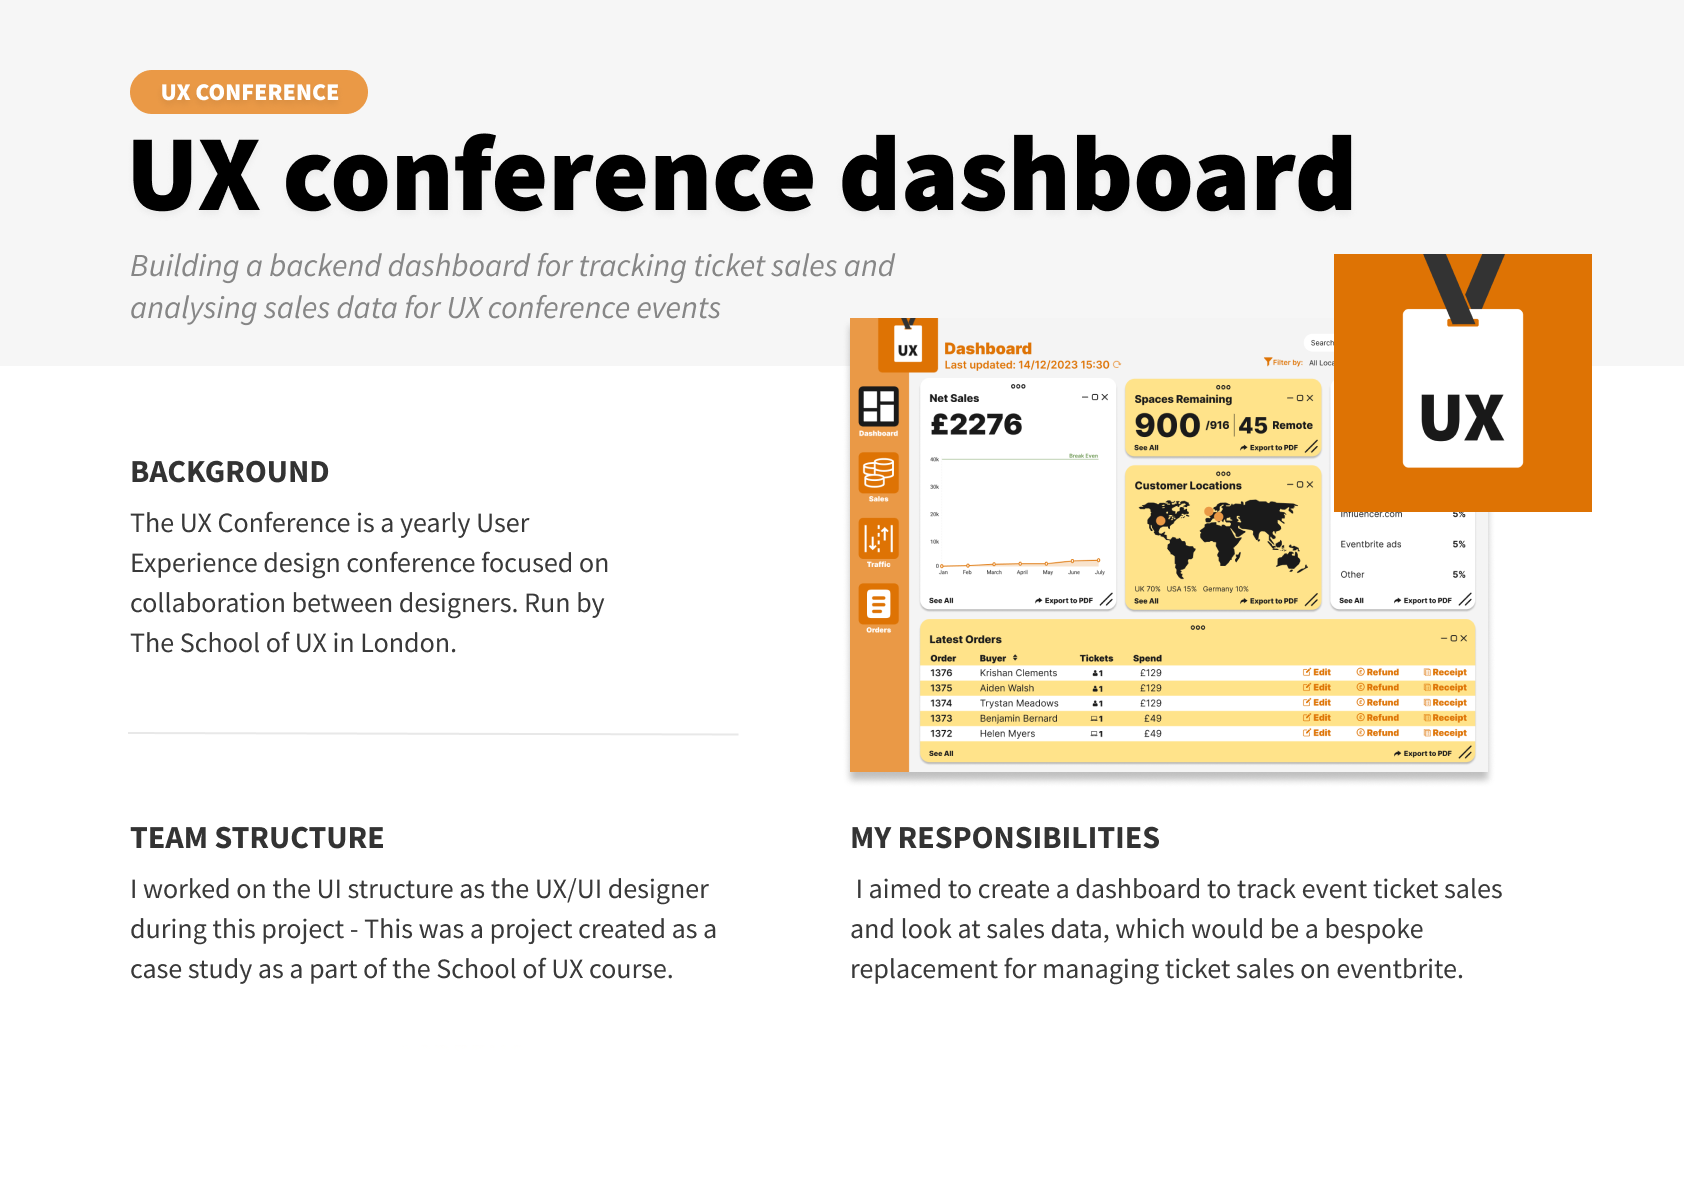 UX CONFERENCE
UX conference dashboard
Building a backend dashboard for tracking ticket sales and
analysing sales data for UX conference events
BACKGROUND
The UX Conference is a yearly User
Experience design conference focused on
collaboration between designers. Run by
The School of UX in London.
UX
Dashboard
Last updated: 14/12/2023 15:30
Search
Filter by: All
Dashboard
Sales
Traffic
Orders
Net Sales
£2276
Break Even
40k
30k
20k
10k
0
Jan Feb March April May June July
See All Export to PDF
Spaces Remaining
900 /916 45 Remote
See All Export to PDF
Customer Locations
UK 70% USA 15% Germany 10%
See All Export to PDF
UX
Influencer.com 5%
Eventbrite ads 5%
Other 5%
See All Export to PDF
Latest Orders
Order Buyer Tickets Spend
1376 Krishan Clements 1 £129 Edit Refund Receipt
1375 Aiden Walsh 1 £129 Edit Refund Receipt
1374 Trystan Meadows 1 £129 Edit Refund Receipt
1373 Benjamin Bernard 1 £49 Edit Refund Receipt
1372 Helen Myers 1 £49 Edit Refund Receipt
See All Export to PDF
TEAM STRUCTURE
I worked on the UI structure as the UX/UI designer
during this project - This was a project created as a
case study as a part of the School of UX course.
MY RESPONSIBILITIES
I aimed to create a dashboard to track event ticket sales
and look at sales data, which would be a bespoke
replacement for managing ticket sales on eventbrite.